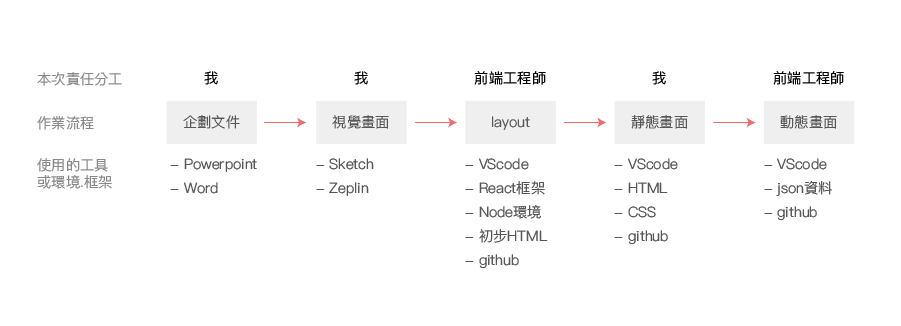 本次責任分工 我 我 前端工程師 我 前端工程師
作業流程 企劃文件 視覺畫面 layout 靜態畫面 動態畫面
使用的工具
或環境.框架
– Powerpoint – Sketch – VScode – VScode – VScode
– Word – Zeplin – React框架 – HTML – json資料
– Node環境 – CSS – github
– 初步HTML – github
– github